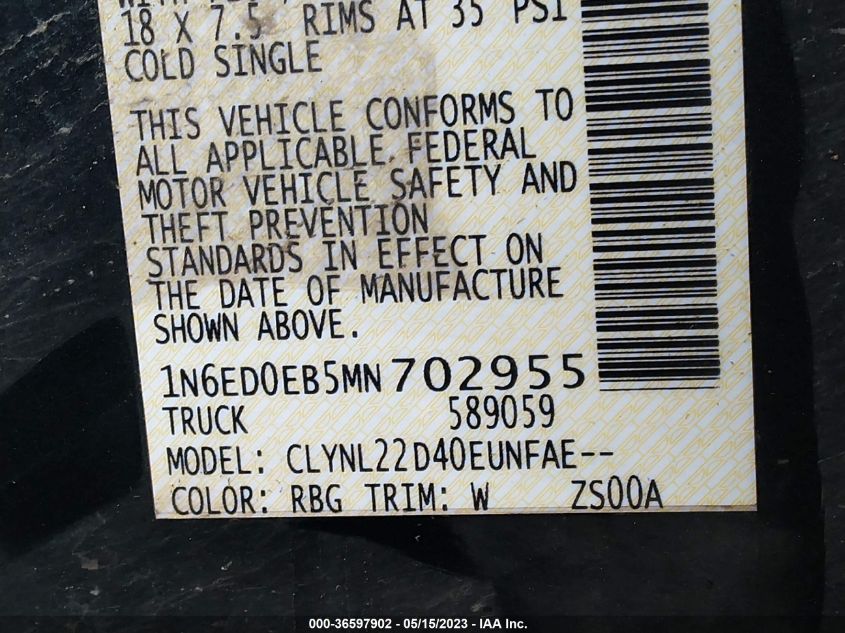 18 X 7.5 RIMS AT 35 PSI
COLD SINGLE
THIS VEHICLE CONFORMS TO
ALL APPLICABLE FEDERAL
MOTOR VEHICLE SAFETY AND
THEFT PREVENTION
STANDARDS IN EFFECT ON
THE DATE OF MANUFACTURE
SHOWN ABOVE.
1N6ED0EB5MN702955
TRUCK 589059
MODEL: CLYNL22D40EUNFAE--
COLOR: RBG TRIM: W ZS00A
000-36597902 - 05/15/2023 - IAA Inc.